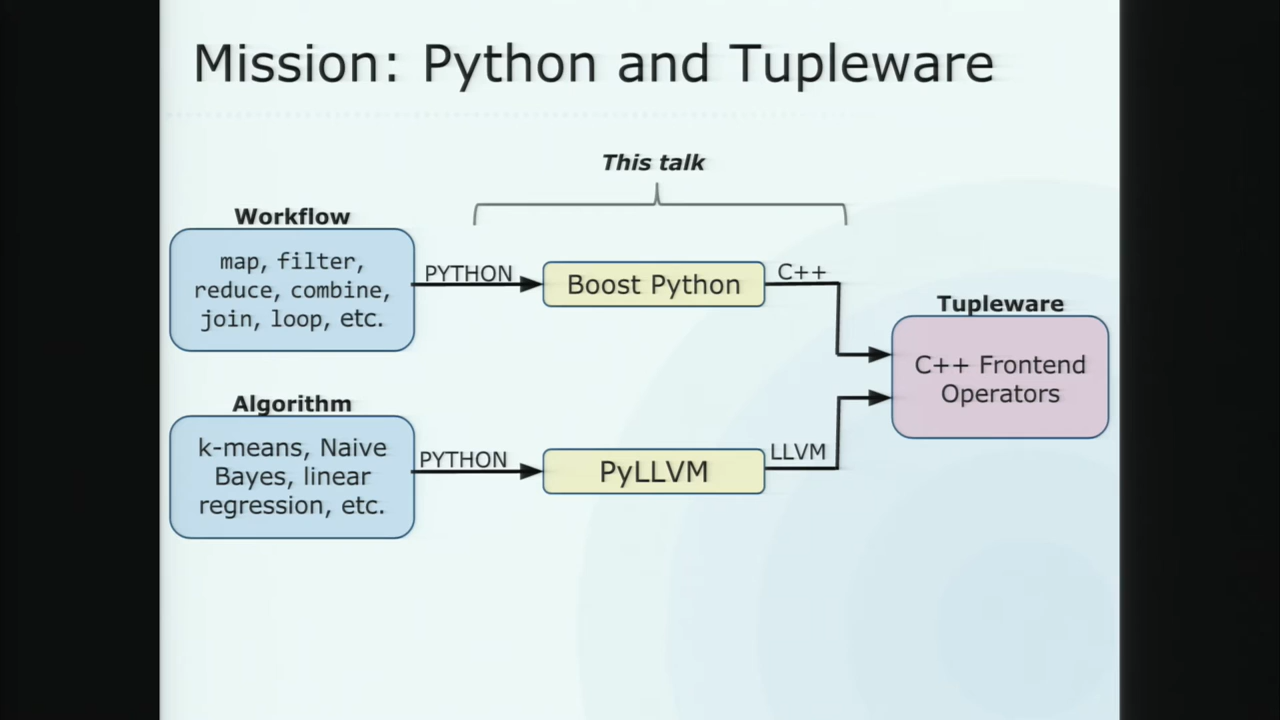 Mission: Python and Tupleware
This talk
Workflow
map, filter,
reduce, combine,
join, loop, etc.
PYTHON
Boost Python
C++
Tupleware
C++ Frontend
Operators
Algorithm
k-means, Naive
Bayes, linear
regression, etc.
PYTHON
PyLLVM
LLVM